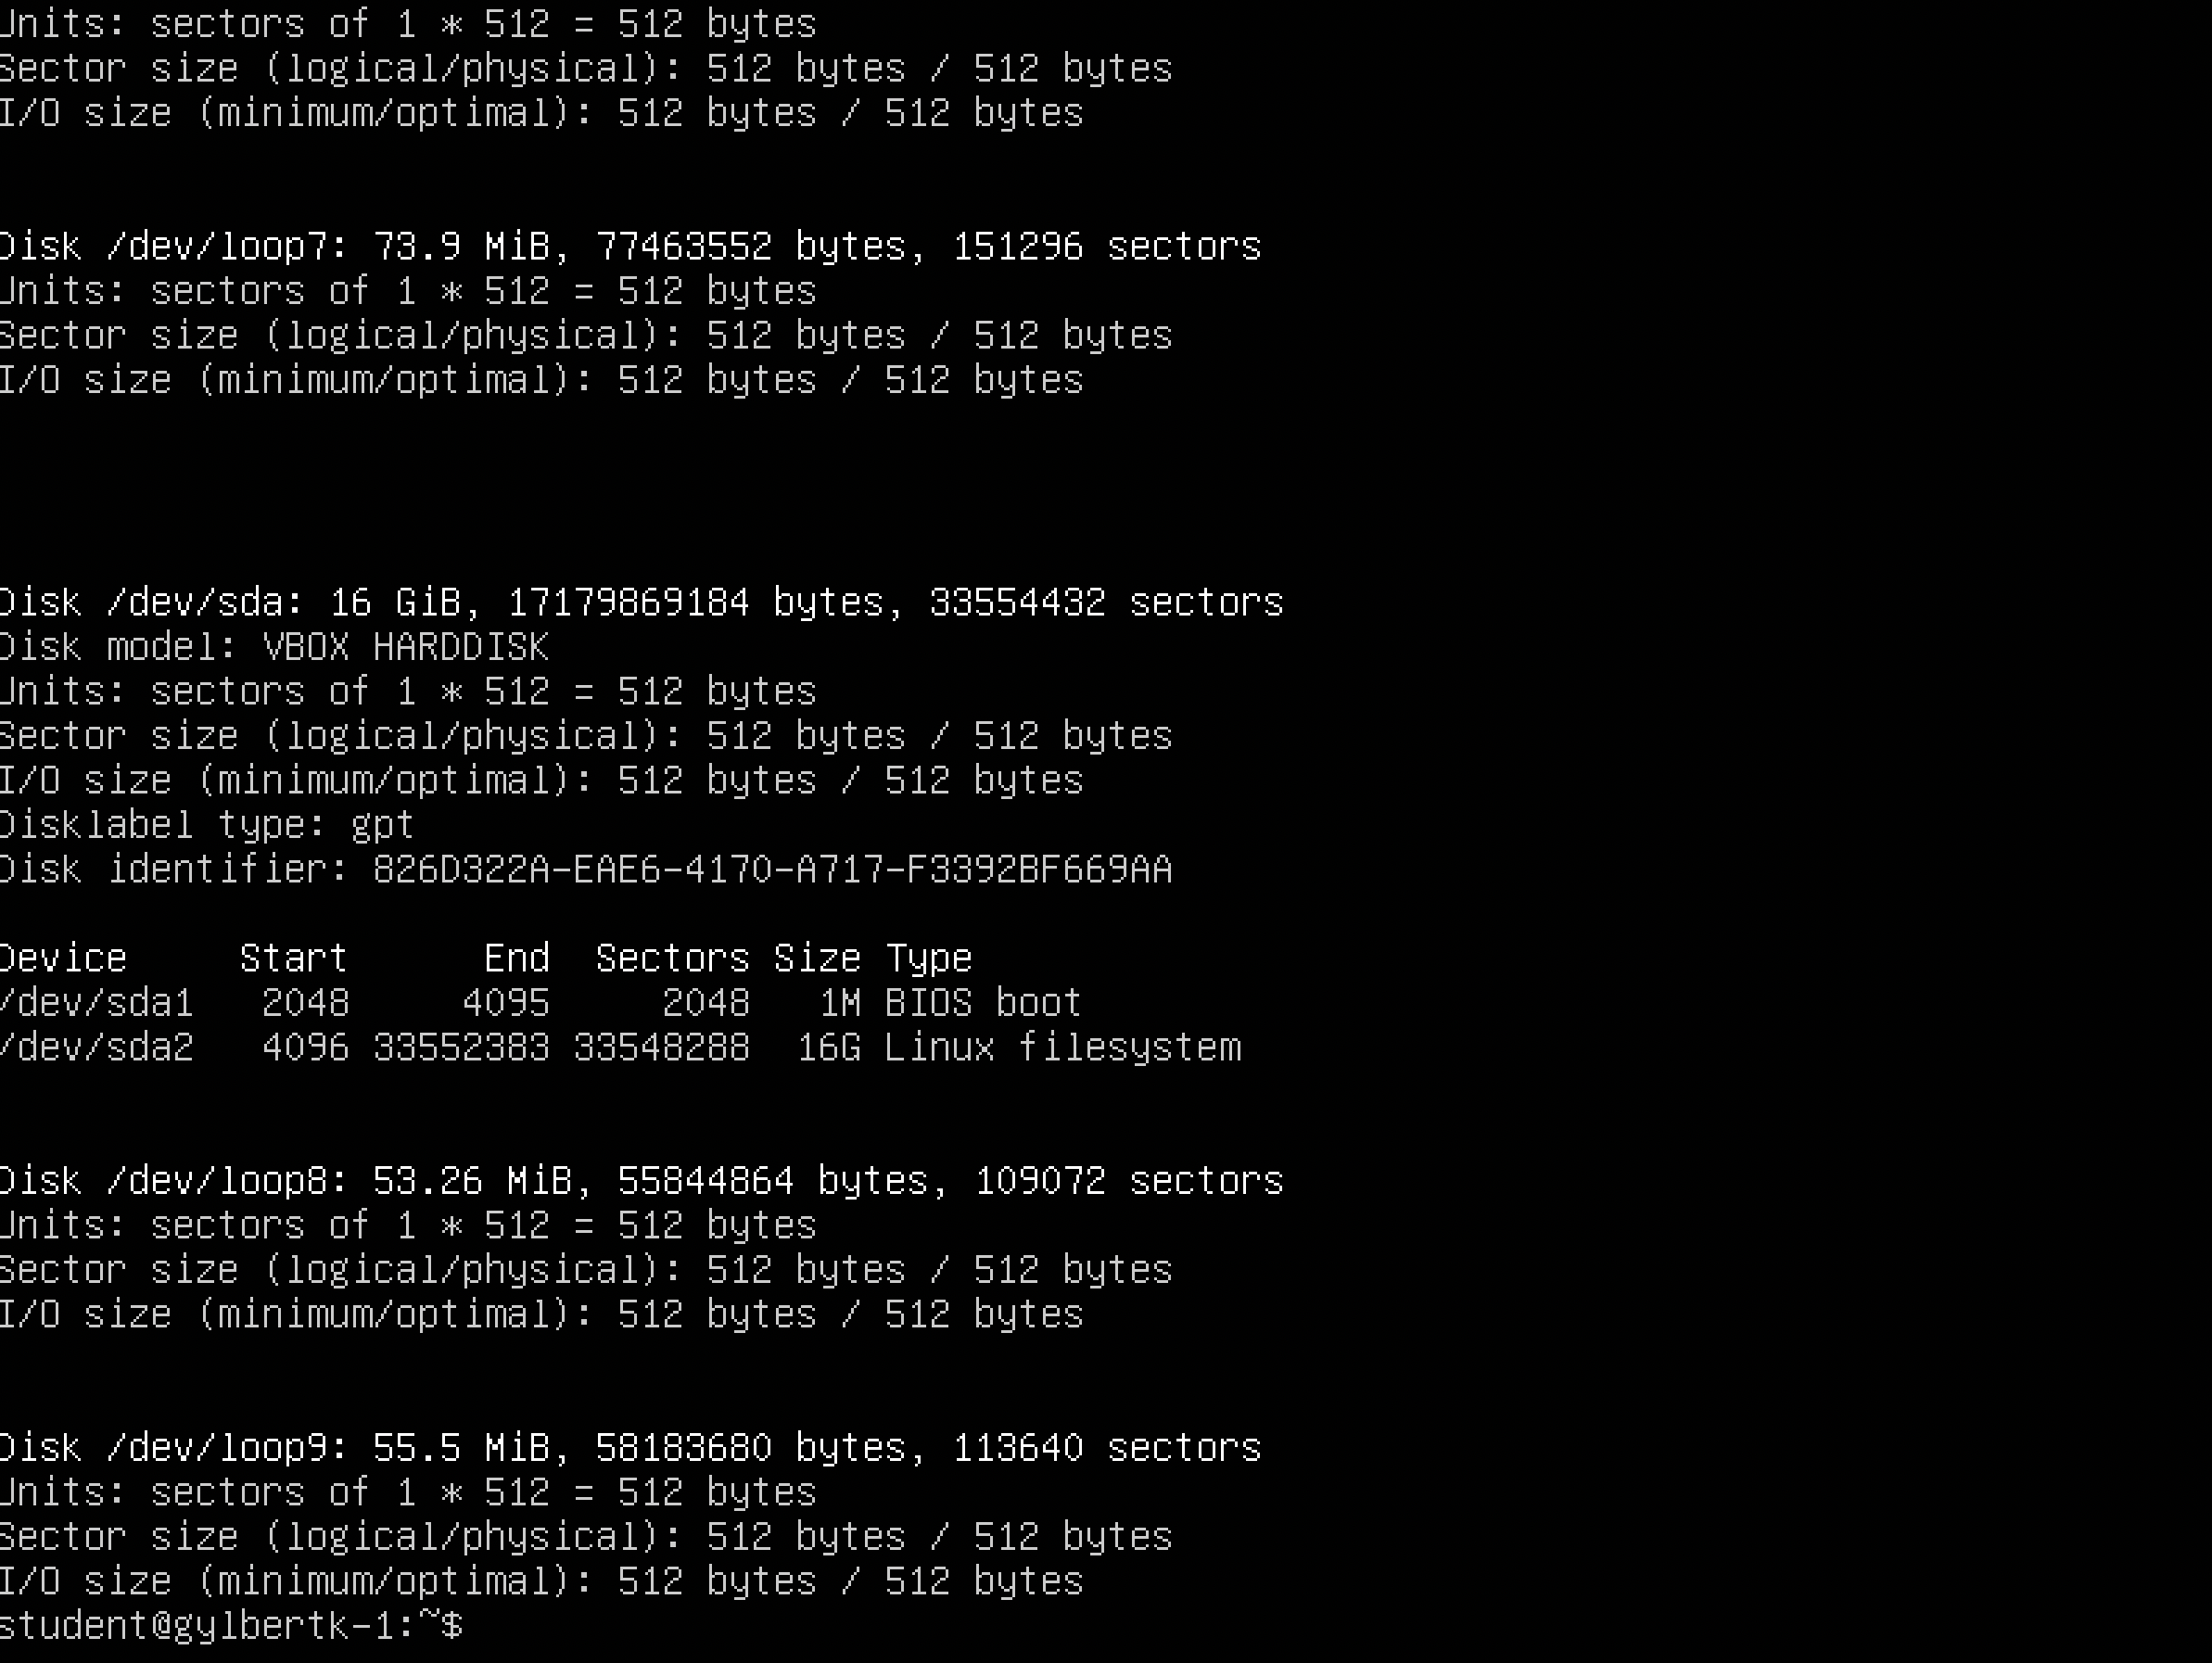 Units: sectors of 1 * 512 = 512 bytes
Sector size (logical/physical): 512 bytes / 512 bytes
I/O size (minimum/optimal): 512 bytes / 512 bytes
Disk /dev/loop7: 73.9 MiB, 77463552 bytes, 151296 sectors
Units: sectors of 1 * 512 = 512 bytes
Sector size (logical/physical): 512 bytes / 512 bytes
I/O size (minimum/optimal): 512 bytes / 512 bytes
Disk /dev/sda: 16 GiB, 17179869184 bytes, 33554432 sectors
Disk model: VBOX HARDDISK
Units: sectors of 1 * 512 = 512 bytes
Sector size (logical/physical): 512 bytes / 512 bytes
I/O size (minimum/optimal): 512 bytes / 512 bytes
Disklabel type: gpt
Disk identifier: 826D322A-EAE6-4170-A717-F3392BF669AA
Device     Start      End  Sectors Size Type
/dev/sda1   2048     4095     2048   1M BIOS boot
/dev/sda2   4096 33552383 33548288  16G Linux filesystem
Disk /dev/loop8: 53.26 MiB, 55844864 bytes, 109072 sectors
Units: sectors of 1 * 512 = 512 bytes
Sector size (logical/physical): 512 bytes / 512 bytes
I/O size (minimum/optimal): 512 bytes / 512 bytes
Disk /dev/loop9: 55.5 MiB, 58183680 bytes, 113640 sectors
Units: sectors of 1 * 512 = 512 bytes
Sector size (logical/physical): 512 bytes / 512 bytes
I/O size (minimum/optimal): 512 bytes / 512 bytes
student@gylbertk-1:~$